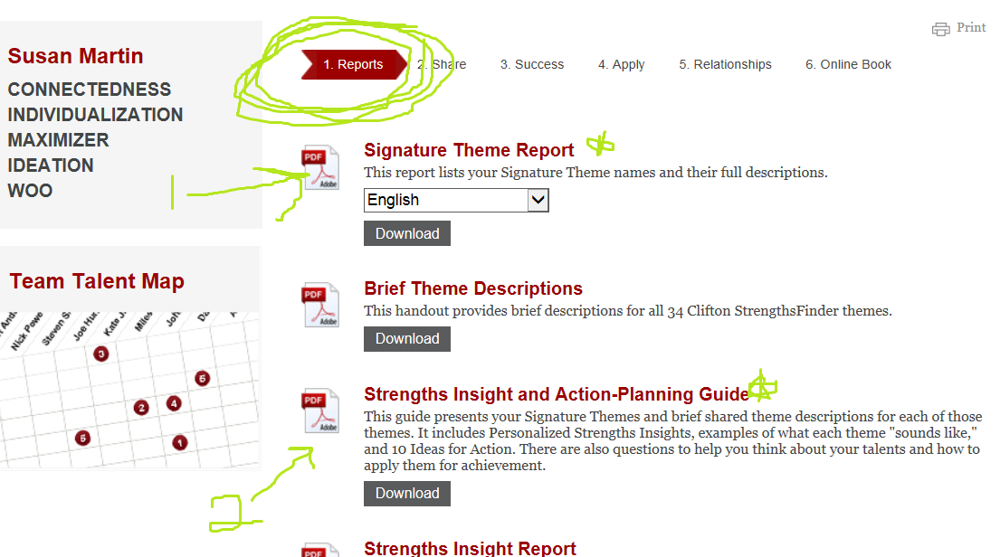 Print
Susan Martin
CONNECTEDNESS
INDIVIDUALIZATION
MAXIMIZER
IDEATION
WOO
1. Reports 2. Share 3. Success 4. Apply 5. Relationships 6. Online Book
1
PDF
Adobe
Signature Theme Report
This report lists your Signature Theme names and their full descriptions.
English
Download
Team Talent Map
Nick Powe
Steven S
Joe Hu
Kate J.
Miles
3
5
2
4
5
1
PDF
Adobe
Brief Theme Descriptions
This handout provides brief descriptions for all 34 Clifton StrengthsFinder themes.
Download
PDF
Adobe
Strengths Insight and Action-Planning Guide
This guide presents your Signature Themes and brief shared theme descriptions for each of those
themes. It includes Personalized Strengths Insights, examples of what each theme "sounds like,"
and 10 Ideas for Action. There are also questions to help you think about your talents and how to
apply them for achievement.
Download
2
PDF
Strengths Insight Report